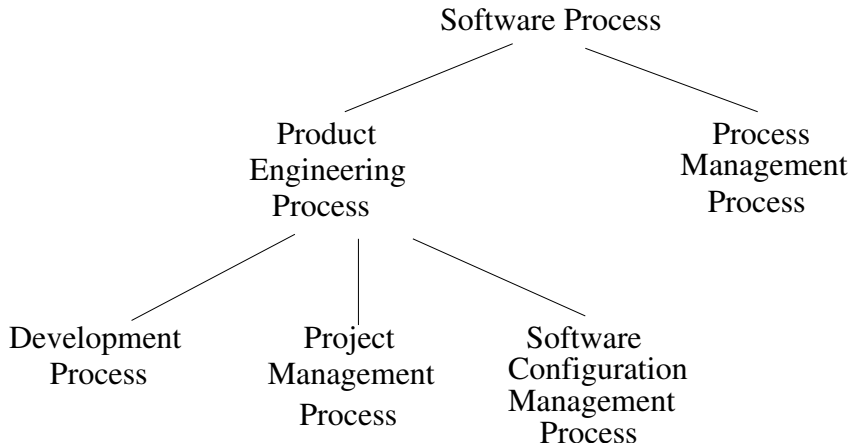 Software Process
Product
Engineering
Process
Process
Management
Process
Development
Process
Project
Management
Process
Software
Configuration
Management
Process